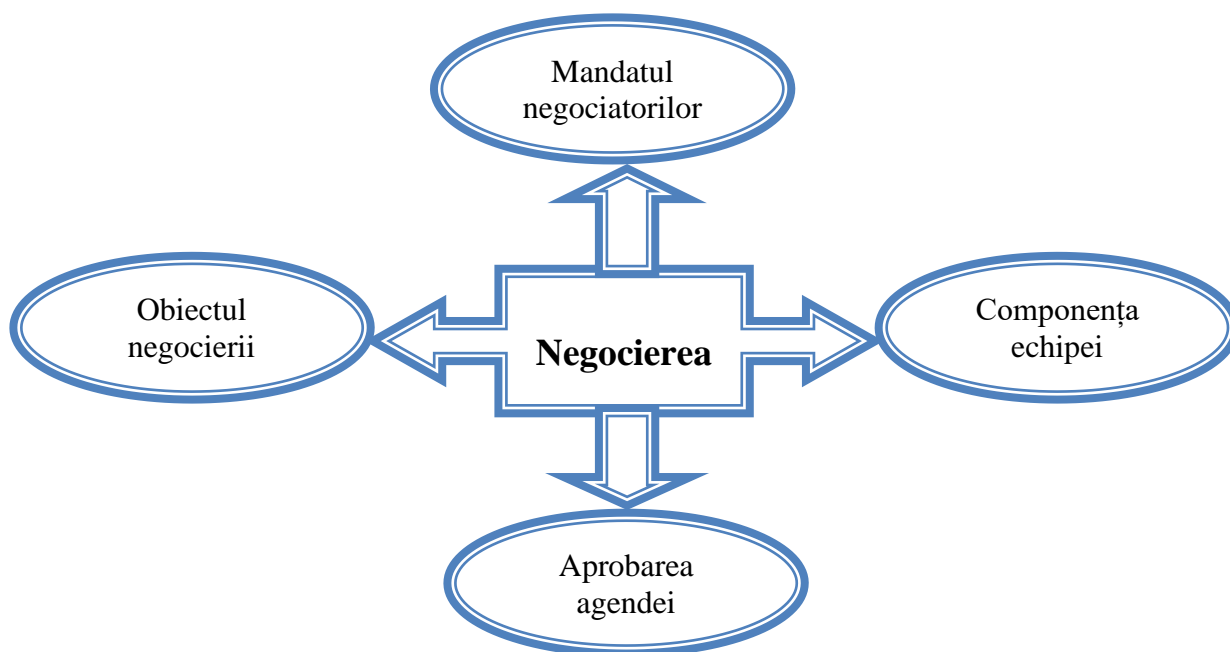 Mandatul
negociatorilor
Obiectul
negocierii
Negocierea
Componența
echipei
Aprobarea
agendei